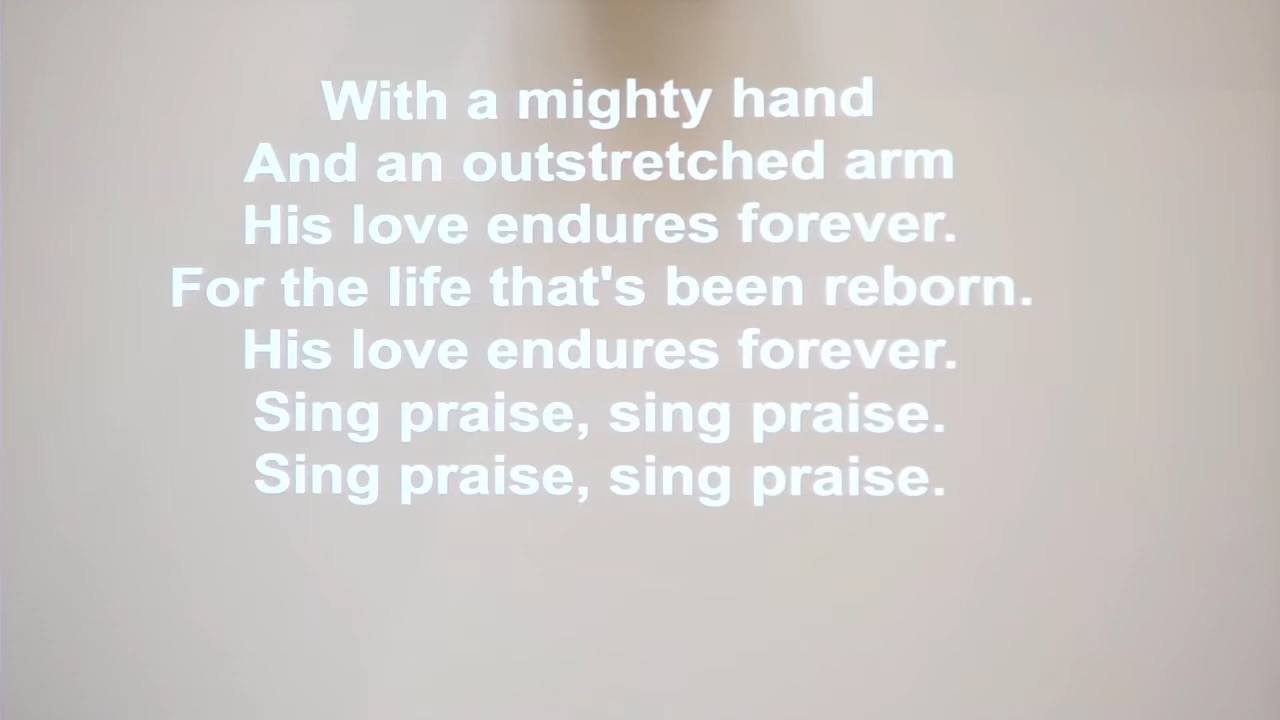 With a mighty hand
And an outstretched arm
His love endures forever.
For the life that's been reborn.
His love endures forever.
Sing praise, sing praise.
Sing praise, sing praise.